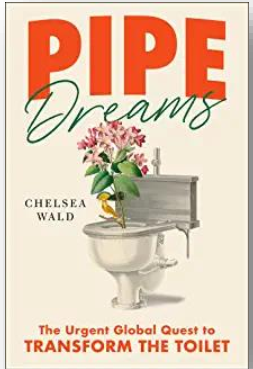 PIPE
Dreams
CHELSEA
WALD
The Urgent Global Quest to
TRANSFORM THE TOILET